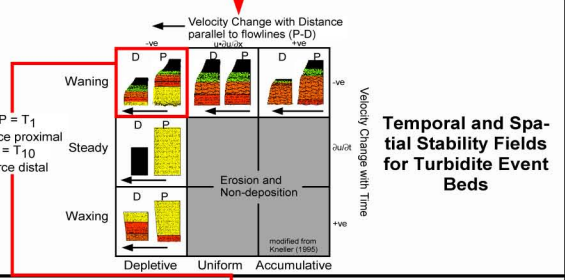 Velocity Change with Distance
parallel to flowlines (P-D)
-ve u•∂u/∂x +ve
D P D P D P
Waning
-ve
P = T1
ce proximal
= T10
rce distal
Velocity Change with Time
Temporal and Spa-
tial Stability Fields
for Turbidite Event
Beds
D P
Steady
∂u/∂t
Erosion and
Non-deposition
D P
Waxing
+ve
modified from
Kneller (1995)
Depletive Uniform Accumulative